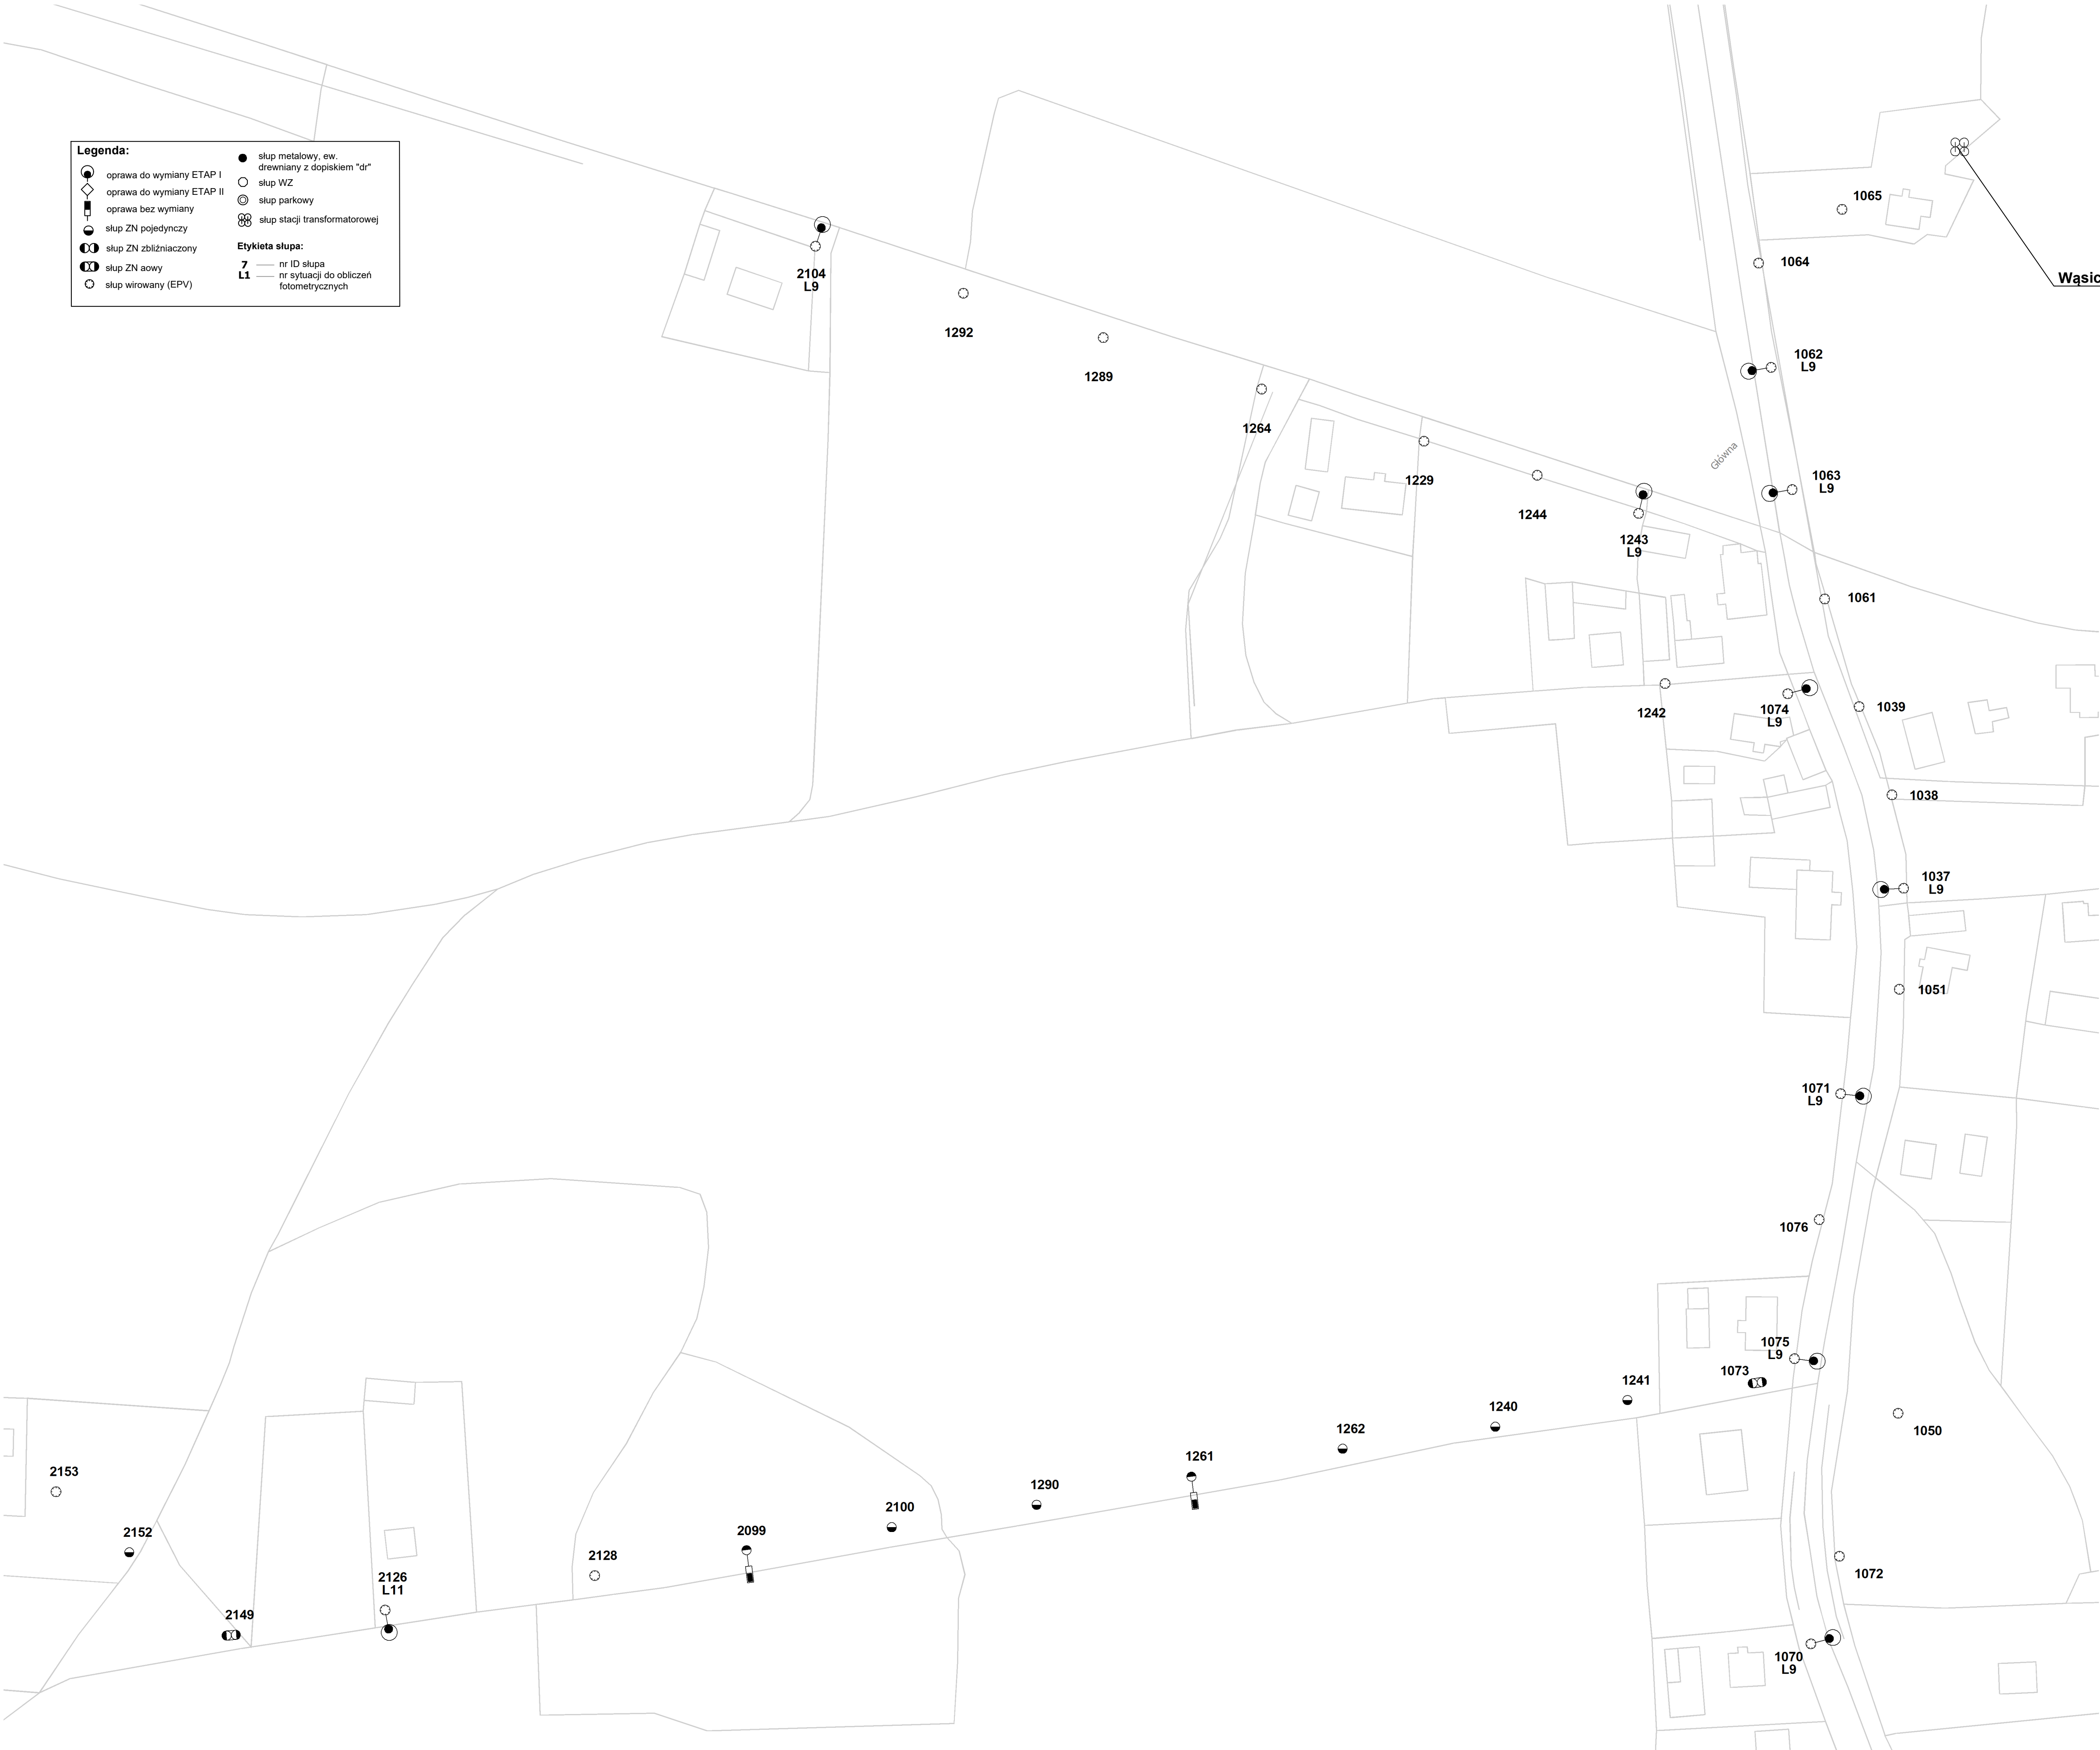 Legenda:
oprawa do wymiany ETAP I
oprawa do wymiany ETAP II
oprawa bez wymiany
słup ZN pojedynczy
słup ZN zbliźniaczony
słup ZN aowy
słup wirowany (EPV)
słup metalowy, ew.
drewniany z dopiskiem "dr"
słup WZ
słup parkowy
słup stacji transformatorowej
Etykieta słupa:
7 nr ID słupa
L1 nr sytuacji do obliczeń
fotometrycznych
1065
1064
Wąsic
2104
L9
1292
1289
1062
L9
1264
Główna
1229
1063
L9
1244
1243
L9
1061
1242
1074
L9
1039
1038
1037
L9
1051
1071
L9
1076
1075
L9
1073
1241
1240
1262
1050
1261
2153
1290
2100
2152
2099
2128
2126
L11
1072
2149
1070
L9